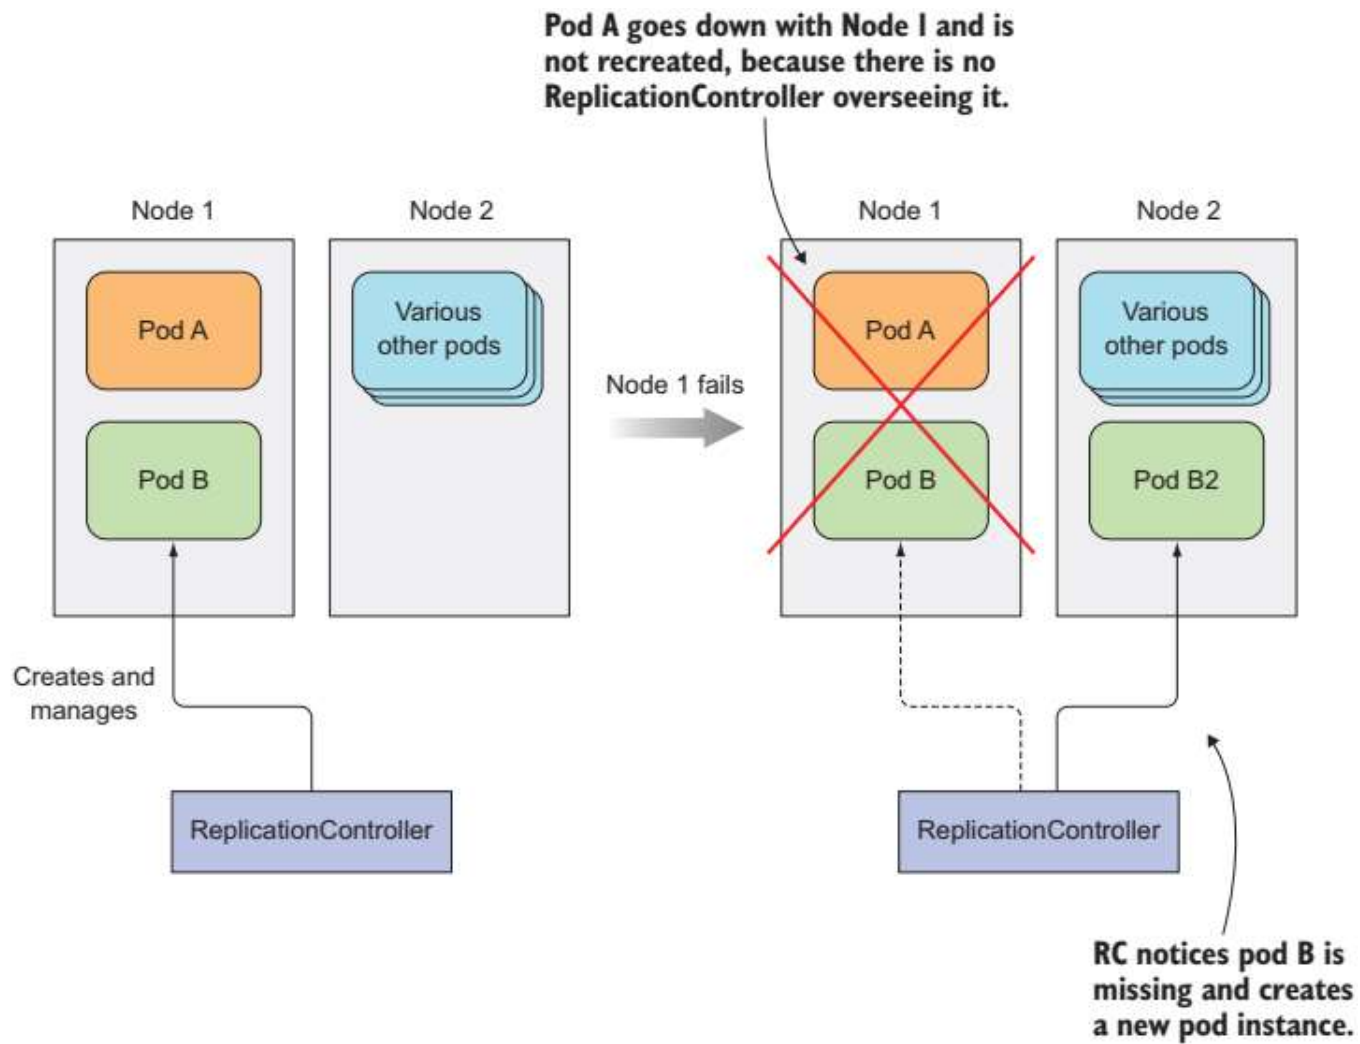 Pod A goes down with Node 1 and is
not recreated, because there is no
ReplicationController overseeing it.
Node 1
Node 2
Pod A
Various
other pods
Pod B
Creates and
manages
ReplicationController
Node 1 fails
Node 1
Node 2
Pod A
Various
other pods
Pod B
Pod B2
ReplicationController
RC notices pod B is
missing and creates
a new pod instance.